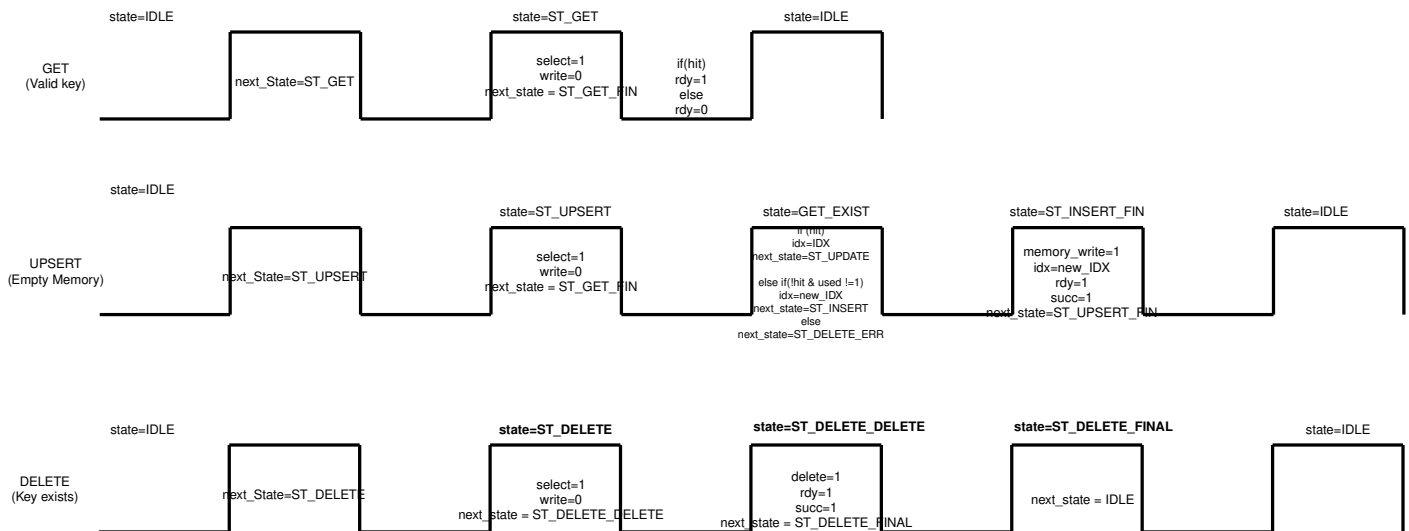 state=IDLE
state=ST_GET
state=IDLE
GET
(Valid key)
next_State=ST_GET
select=1
write=0
next_state = ST_GET_FIN
if(hit)
rdy=1
else
rdy=0
state=IDLE
state=ST_UPSERT
state=GET_EXIST
state=ST_INSERT_FIN
state=IDLE
UPSERT
(Empty Memory)
next_State=ST_UPSERT
select=1
write=0
next_state = ST_GET_FIN
if (hit)
idx=IDX
next_state=ST_UPDATE
else if(!hit & used !=1)
idx=new_IDX
next_state=ST_INSERT
else
next_state=ST_DELETE_ERR
memory_write=1
idx=new_IDX
rdy=1
succ=1
next_state=ST_UPSERT_FIN
state=IDLE
state=ST_DELETE
state=ST_DELETE_DELETE
state=ST_DELETE_FINAL
state=IDLE
DELETE
(Key exists)
next_State=ST_DELETE
select=1
write=0
next_state = ST_DELETE_DELETE
delete=1
rdy=1
succ=1
next_state = ST_DELETE_FINAL
next_state = IDLE